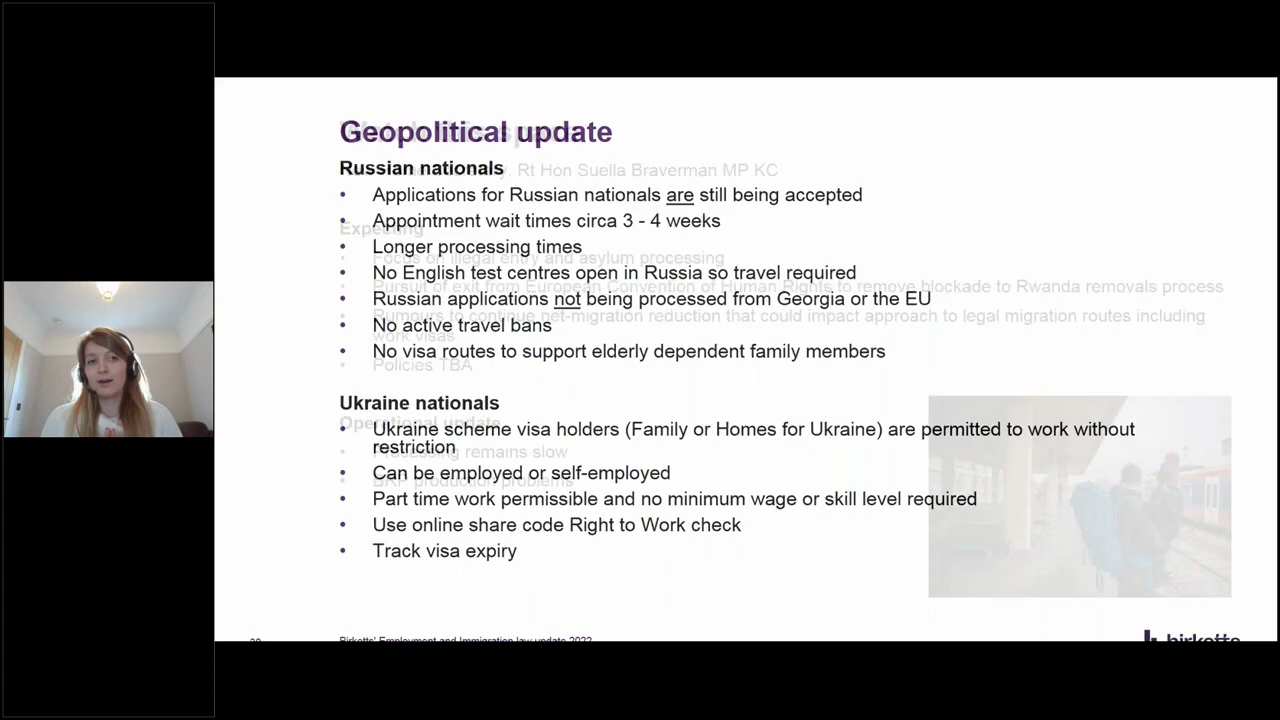 Geopolitical update
Russian nationals
. Rt Hon Suella Braverman MP KC
• Applications for Russian nationals are still being accepted
• Appointment wait times circa 3 - 4 weeks
Expecting
• Longer processing times
• Focus on illegal entry and asylum processing
• No English test centres open in Russia so travel required
• Pursuit of exit from European Convention of Human Rights to remove blockade to Rwanda removals process
• Russian applications not being processed from Georgia or the EU
• Rumours to continue net-migration reduction that could impact approach to legal migration routes including
work visas
• No active travel bans
• No visa routes to support elderly dependent family members
• Policies TBA
Ukraine nationals
Operational update
• Ukraine scheme visa holders (Family or Homes for Ukraine) are permitted to work without
restriction
• Processing remains slow
• Can be employed or self-employed
• BRP production problems
• Part time work permissible and no minimum wage or skill level required
• Use online share code Right to Work check
• Track visa expiry
Birketts' Employment and Immigration law update 2022
birketts